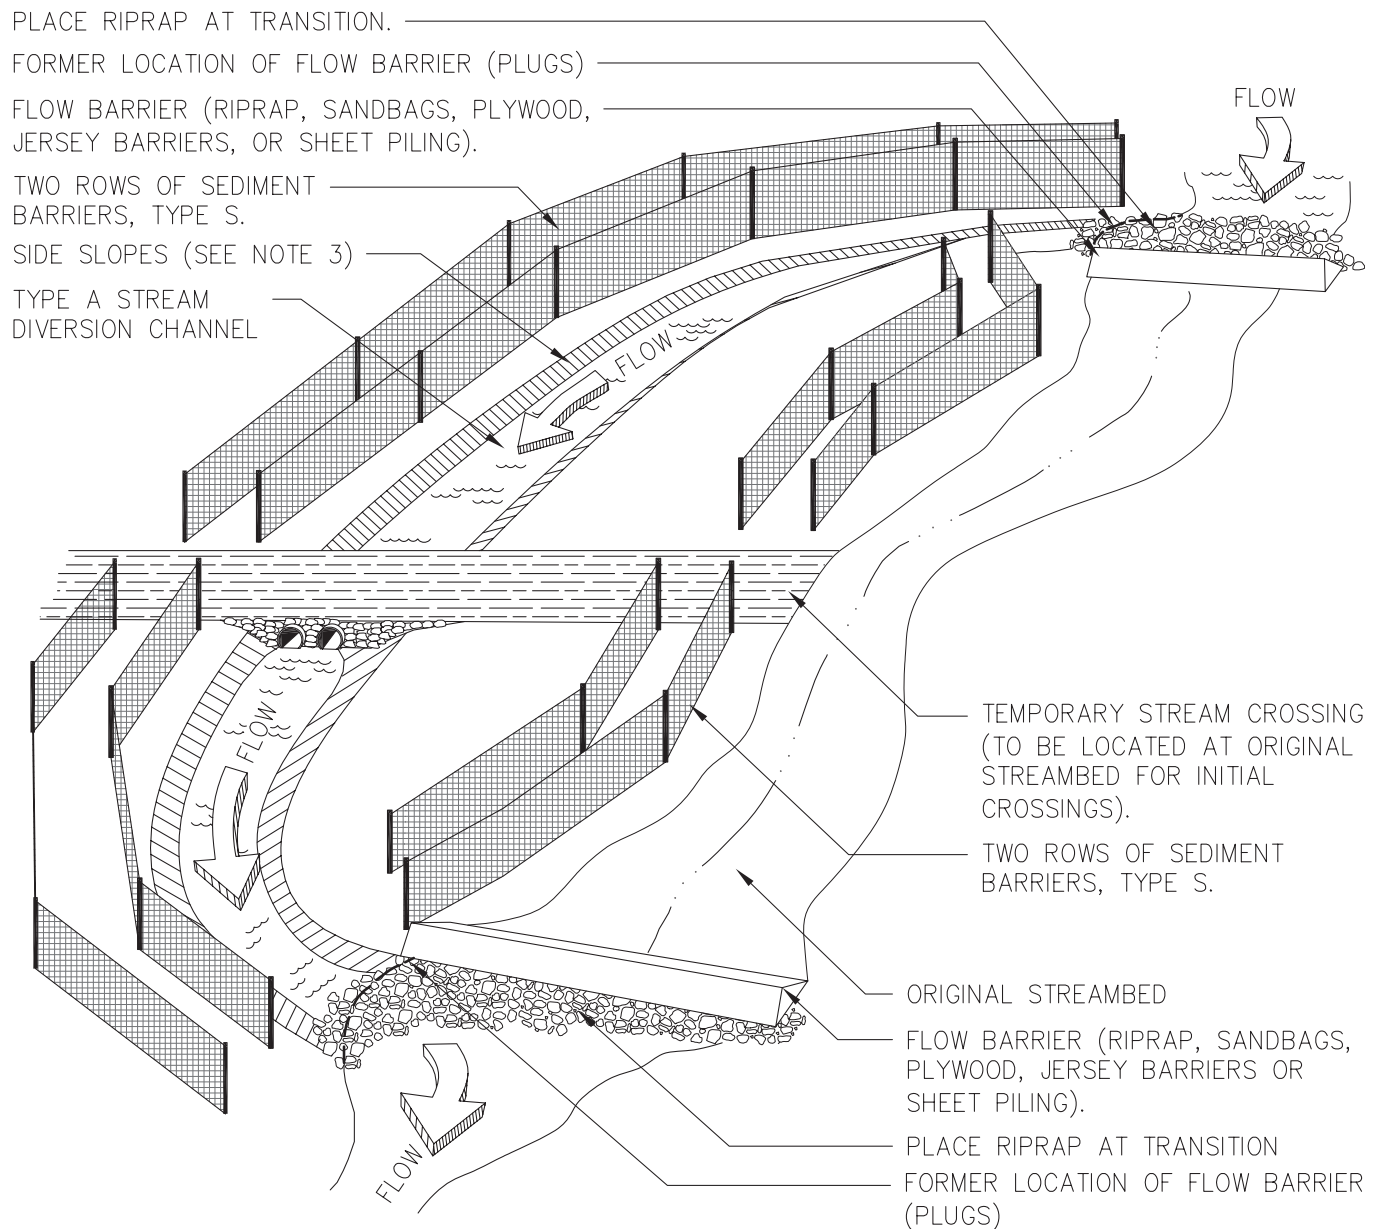 PLACE RIPRAP AT TRANSITION.
FORMER LOCATION OF FLOW BARRIER (PLUGS)
FLOW BARRIER (RIPRAP, SANDBAGS, PLYWOOD,
JERSEY BARRIERS, OR SHEET PILING).
TWO ROWS OF SEDIMENT
BARRIERS, TYPE S.
SIDE SLOPES (SEE NOTE 3)
TYPE A STREAM
DIVERSION CHANNEL
FLOW
FLOW
FLOW
TEMPORARY STREAM CROSSING
(TO BE LOCATED AT ORIGINAL
STREAMBED FOR INITIAL
CROSSINGS).
TWO ROWS OF SEDIMENT
BARRIERS, TYPE S.
ORIGINAL STREAMBED
FLOW BARRIER (RIPRAP, SANDBAGS,
PLYWOOD, JERSEY BARRIERS OR
SHEET PILING).
PLACE RIPRAP AT TRANSITION
FORMER LOCATION OF FLOW BARRIER
(PLUGS)
FLOW